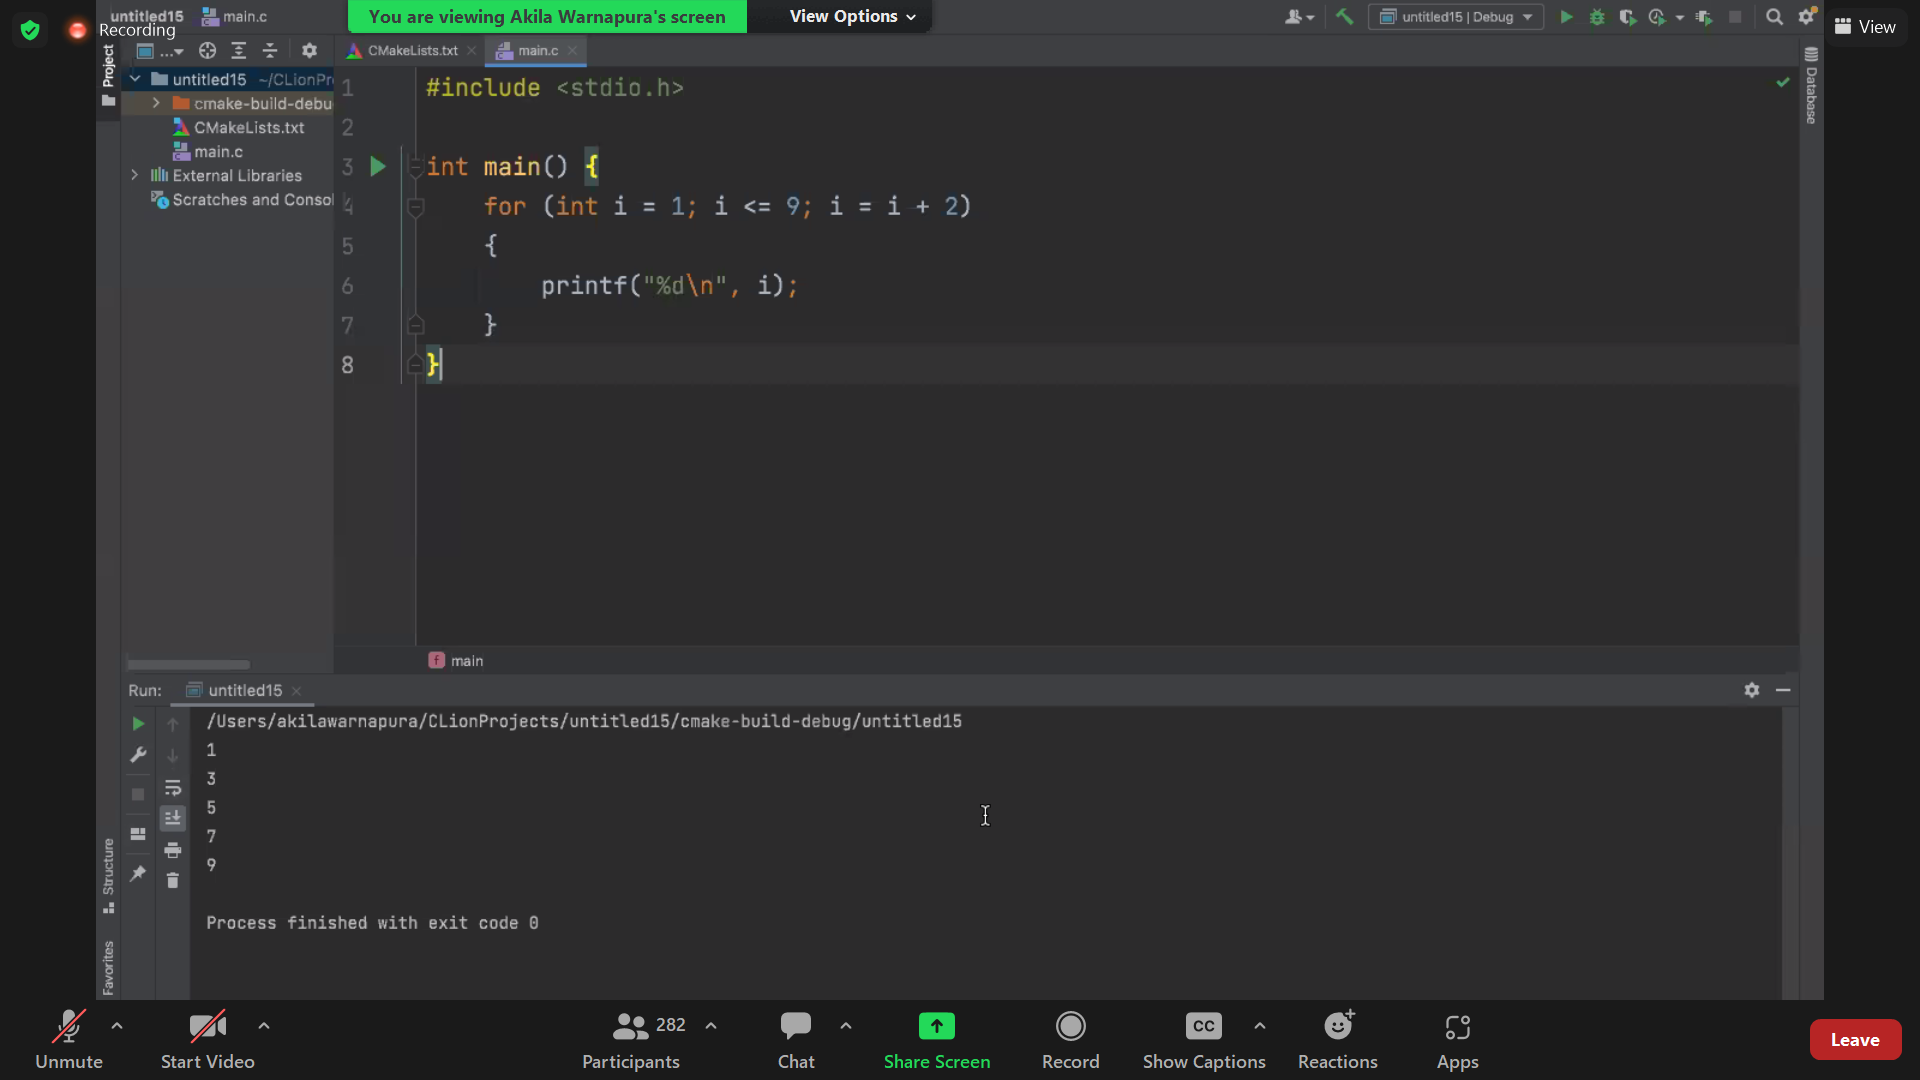 untitled15 main.c
Recording
You are viewing Akila Warnapura's screen
View Options
untitled15 | Debug
View
...
CMakeLists.txt
main.c
Project
untitled15 ~/CLionPr
cmake-build-debu
CMakeLists.txt
main.c
External Libraries
Scratches and Consol
Database
1 #include <stdio.h>
2
3 int main() {
4 for (int i = 1; i <= 9; i = i + 2)
5 {
6 printf("%d\n", i);
7 }
8 }
f main
Run: untitled15
/Users/akilawarnapura/CLionProjects/untitled15/cmake-build-debug/untitled15
1
3
5
7
9
Process finished with exit code 0
Structure
Favorites
Unmute
Start Video
282
Participants
Chat
Share Screen
Record
CC
Show Captions
Reactions
Apps
Leave